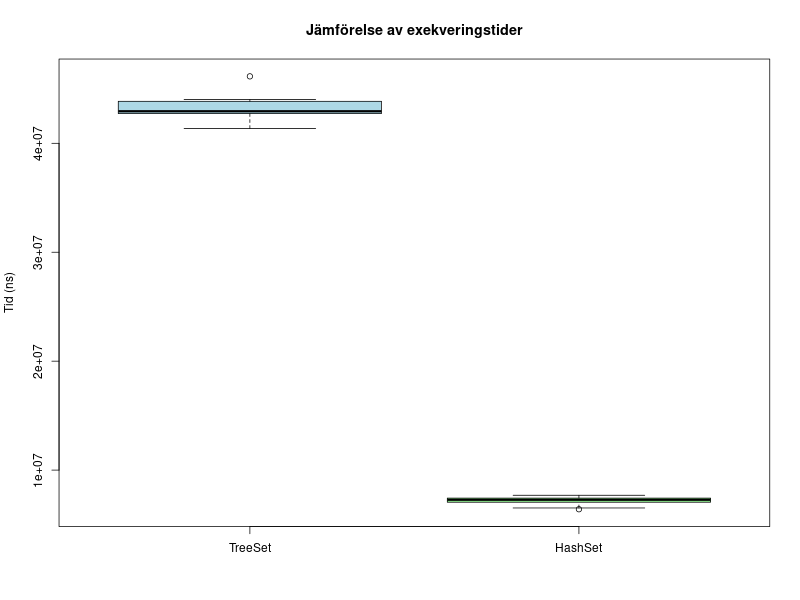 Jämförelse av exekveringstider
Tid (ns)
4e+07
3e+07
2e+07
1e+07
TreeSet
HashSet